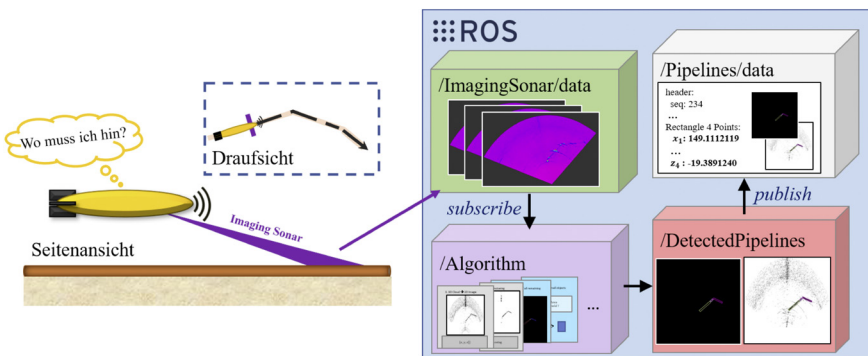 ROS
/ImagingSonar/data
/Pipelines/data
header:
seq: 234
...
Rectangle 4 Points:
x₁: 149.1112119
...
z₄ : -19.3891240
Wo muss ich hin?
Draufsicht
Imaging Sonar
Seitenansicht
subscribe
publish
/Algorithm
...
/DetectedPipelines